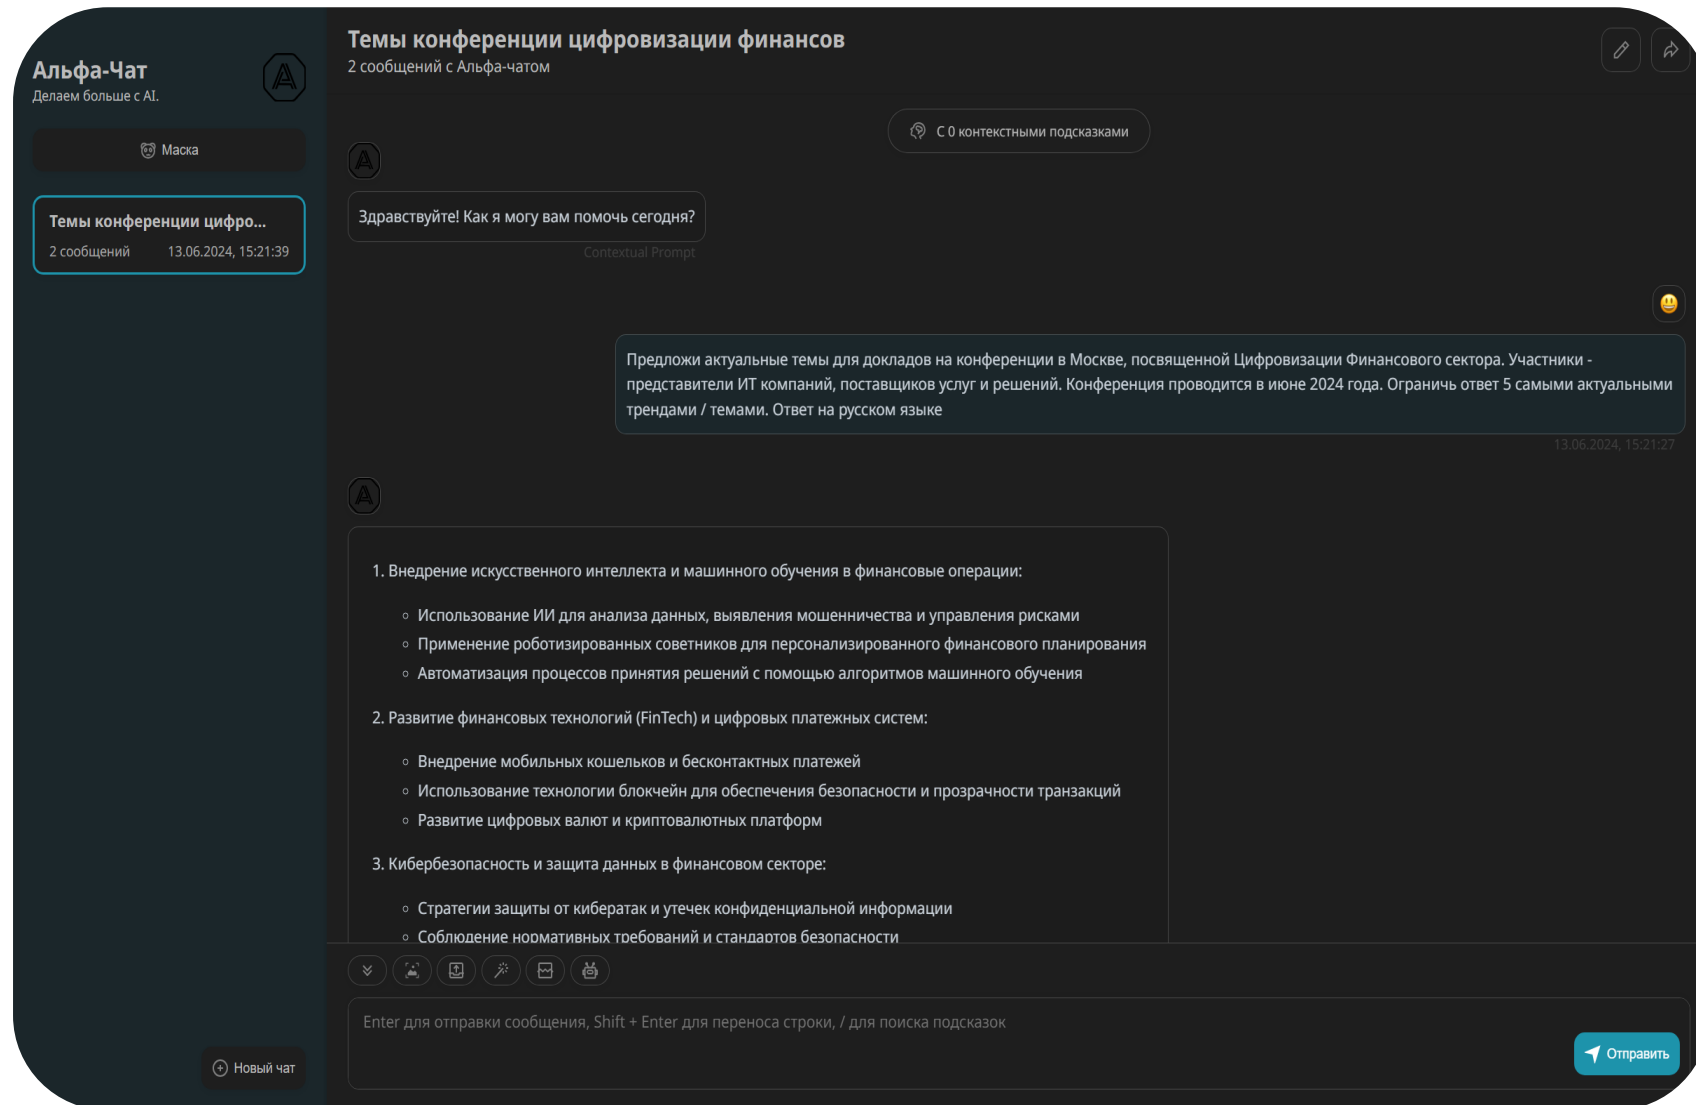 Альфа-Чат
Делаем больше с AI.
Маска
Темы конференции цифро...
2 сообщений 13.06.2024, 15:21:39
Новый чат
Темы конференции цифровизации финансов
2 сообщений с Альфа-чатом
С 0 контекстными подсказками
Здравствуйте! Как я могу вам помочь сегодня?
Contextual Prompt
Предложи актуальные темы для докладов на конференции в Москве, посвященной Цифровизации Финансового сектора. Участники -
представители ИТ компаний, поставщиков услуг и решений. Конференция проводится в июне 2024 года. Ограничь ответ 5 самыми актуальными
трендами / темами. Ответ на русском языке
13.06.2024, 15:21:27
1. Внедрение искусственного интеллекта и машинного обучения в финансовые операции:
◦ Использование ИИ для анализа данных, выявления мошенничества и управления рисками
◦ Применение роботизированных советников для персонализированного финансового планирования
◦ Автоматизация процессов принятия решений с помощью алгоритмов машинного обучения
2. Развитие финансовых технологий (FinTech) и цифровых платежных систем:
◦ Внедрение мобильных кошельков и бесконтактных платежей
◦ Использование технологии блокчейн для обеспечения безопасности и прозрачности транзакций
◦ Развитие цифровых валют и криптовалютных платформ
3. Кибербезопасность и защита данных в финансовом секторе:
◦ Стратегии защиты от кибератак и утечек конфиденциальной информации
◦ Соблюдение нормативных требований и стандартов безопасности
Enter для отправки сообщения, Shift + Enter для переноса строки, / для поиска подсказок
Отправить